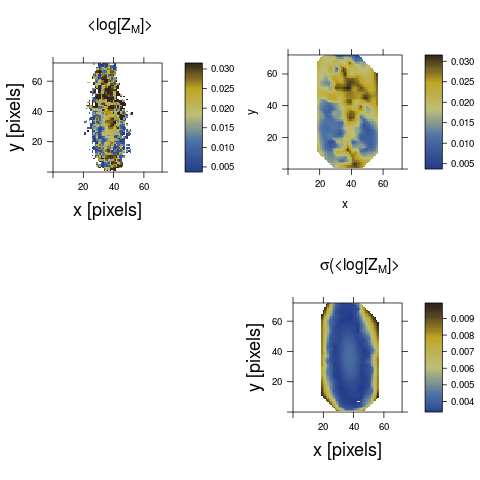 <log[Z_M]>
60
40
20
20 40 60
x [pixels]
y [pixels]
0.030
0.025
0.020
0.015
0.010
0.005
60
40
20
20 40 60
x
y
0.030
0.025
0.020
0.015
0.010
0.005
σ(<log[Z_M]>
60
40
20
20 40 60
x [pixels]
y [pixels]
0.009
0.008
0.007
0.006
0.005
0.004